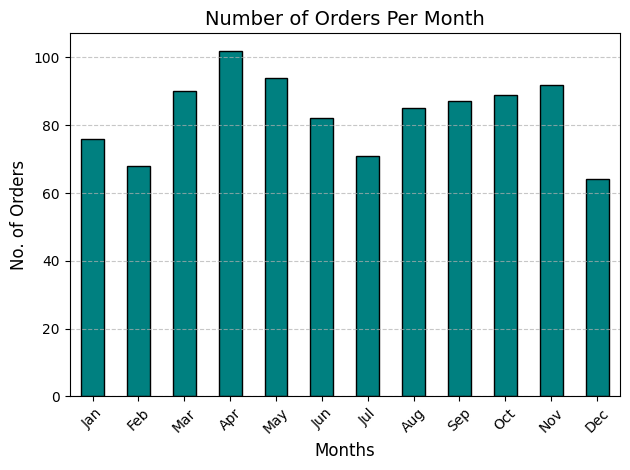 Number of Orders Per Month
No. of Orders
100
80
60
40
20
0
Jan Feb Mar Apr May Jun Jul Aug Sep Oct Nov Dec
Months